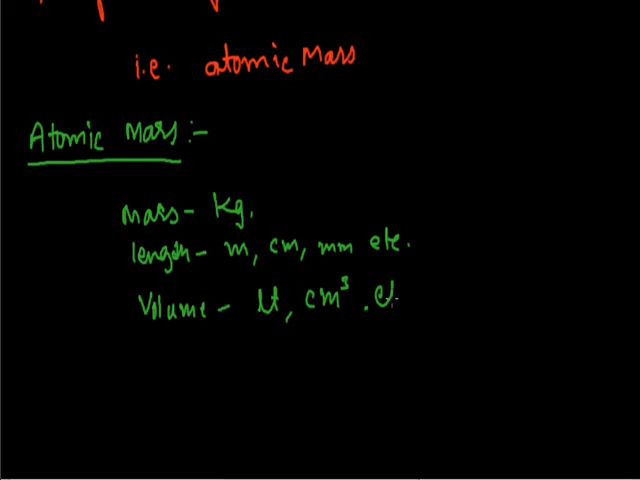 i.e. atomic Mass
Atomic Mass :-
Mass - Kg.
length - m, cm, mm etc.
Volume - Lt, cm³.